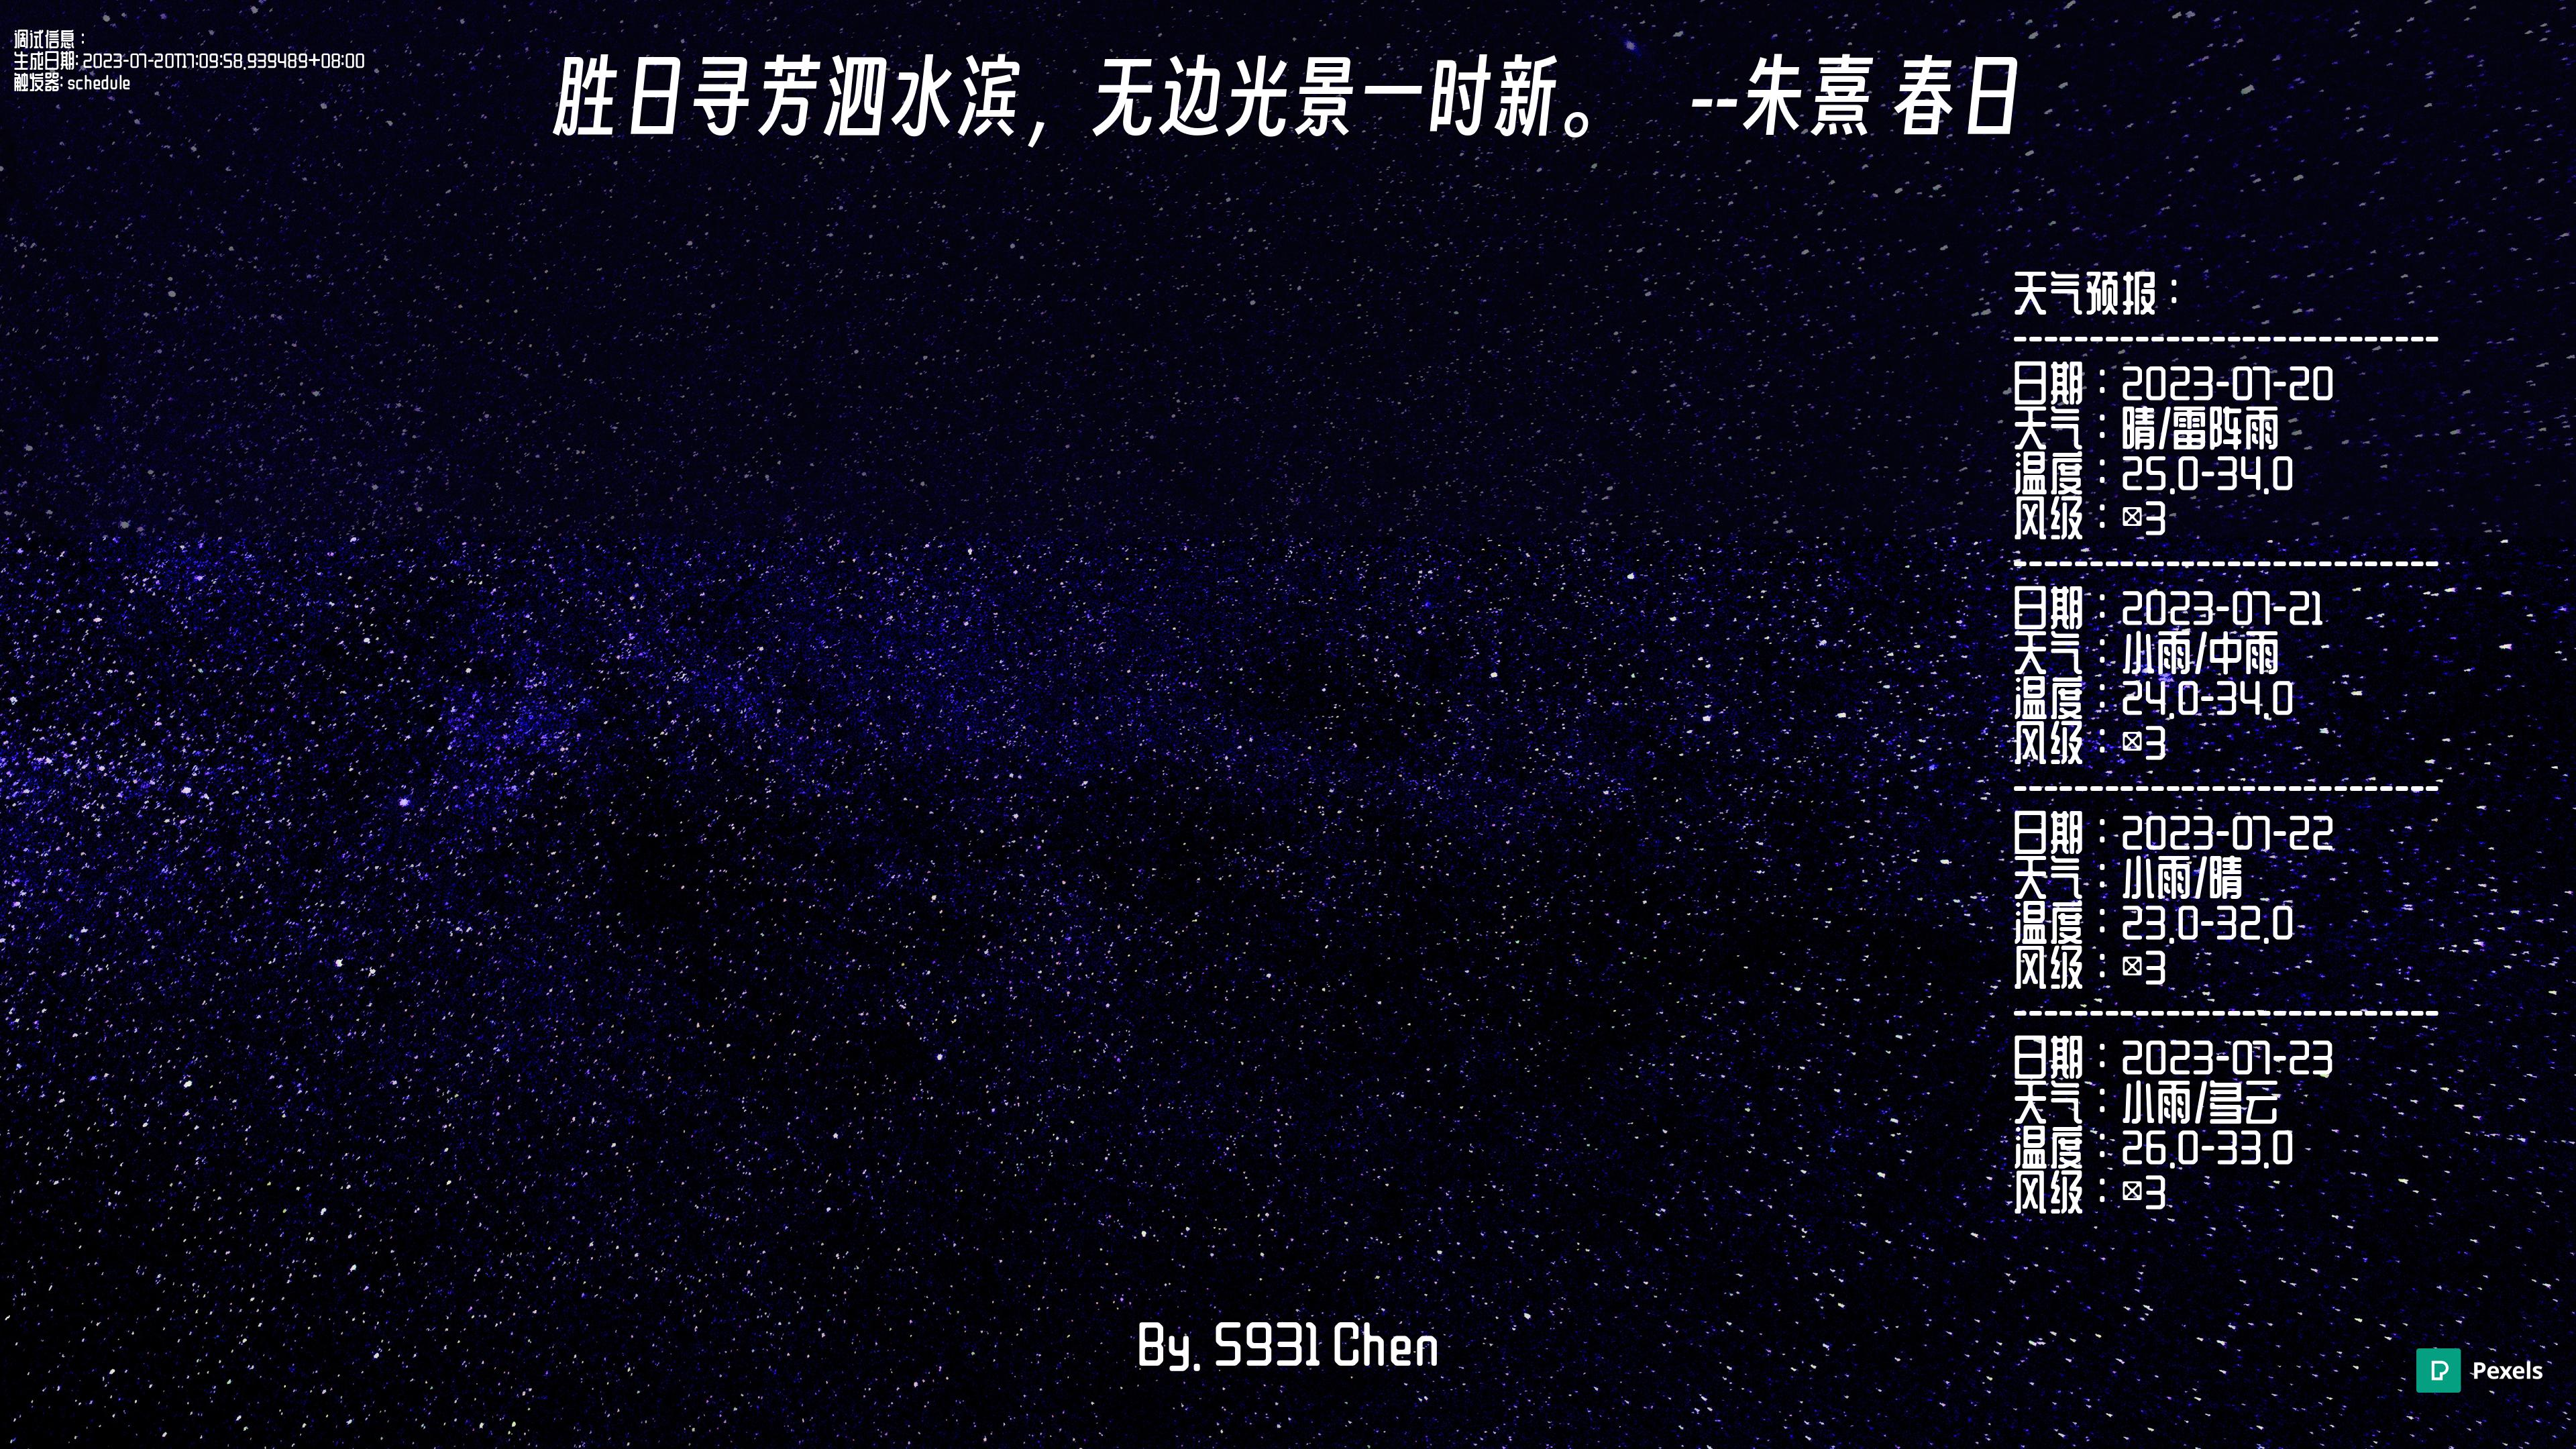 调试信息：
生成日期: 2023-07-20T17:09:58.939489+08:00
触发器: schedule
胜日寻芳泗水滨，无边光景一时新。 --朱熹 春日
天气预报：
----------------------------
日期：2023-07-20
天气：晴/雷阵雨
温度：25.0-34.0
风级：☒3
----------------------------
日期：2023-07-21
天气：小雨/中雨
温度：24.0-34.0
风级：☒3
----------------------------
日期：2023-07-22
天气：小雨/晴
温度：23.0-32.0
风级：☒3
----------------------------
日期：2023-07-23
天气：小雨/多云
温度：26.0-33.0
风级：☒3
By. S931 Chen
Pexels